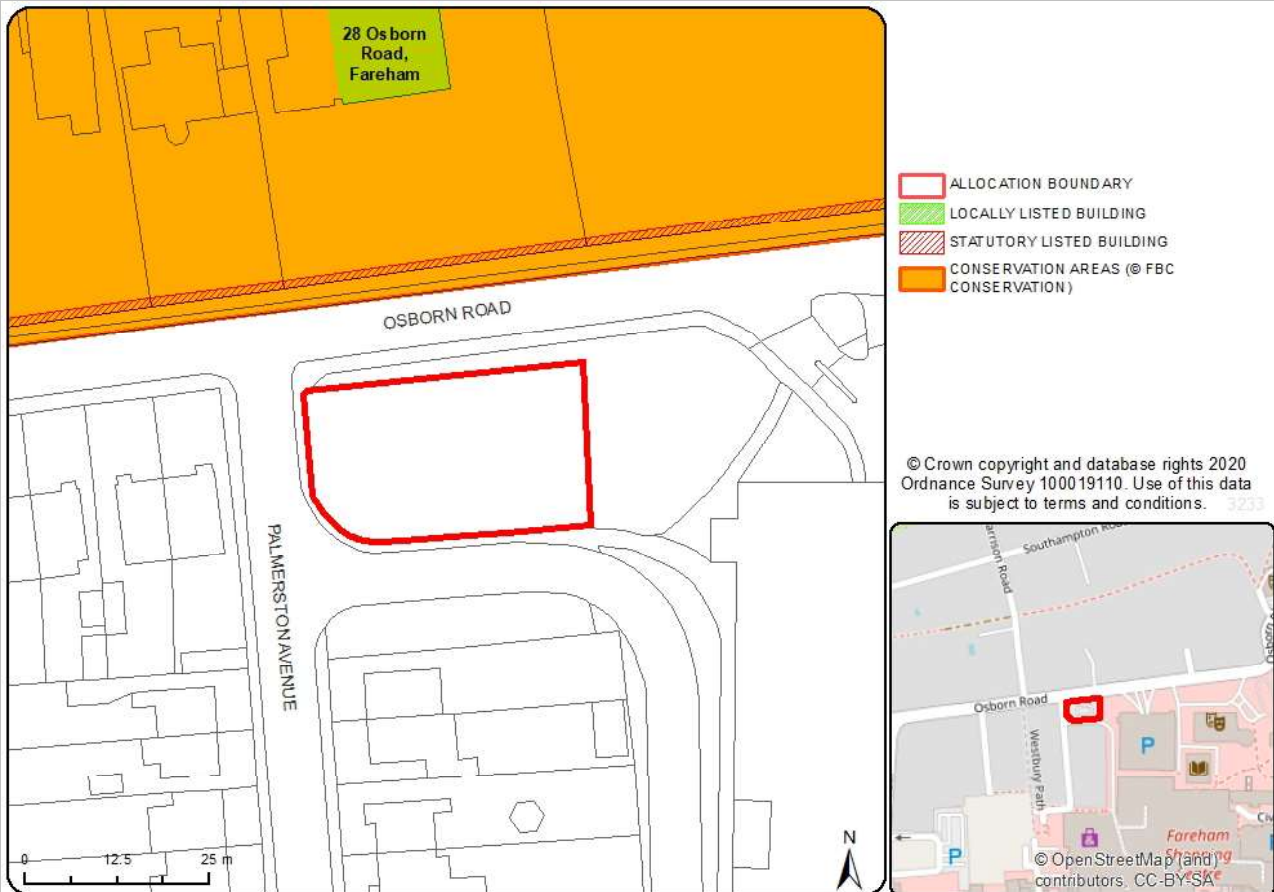 28 Osborn
Road,
Fareham
OSBORN ROAD
PALMERSTON AVENUE
0 12.5 25 m
N
ALLOCATION BOUNDARY
LOCALLY LISTED BUILDING
STATUTORY LISTED BUILDING
CONSERVATION AREAS (© FBC
CONSERVATION)
© Crown copyright and database rights 2020
Ordnance Survey 100019110. Use of this data
is subject to terms and conditions. 3233
Southampton
Osborn Road
Westbury Path
P
P
Fareham
Shopping
© OpenStreetMap (and)
contributors, CC-BY-SA